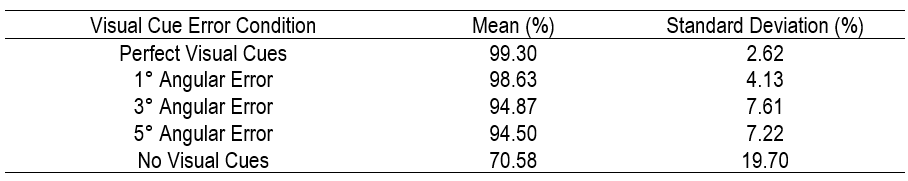 Visual Cue Error Condition Mean (%) Standard Deviation (%)
Perfect Visual Cues 99.30 2.62
1° Angular Error 98.63 4.13
3° Angular Error 94.87 7.61
5° Angular Error 94.50 7.22
No Visual Cues 70.58 19.70